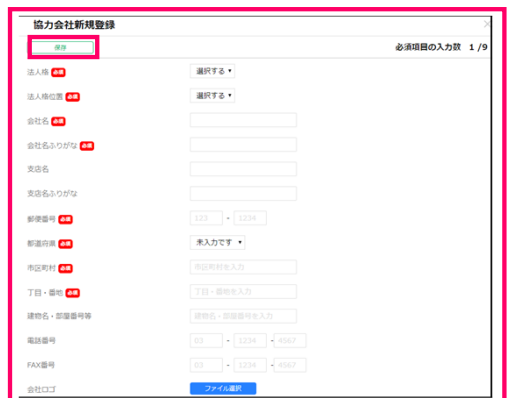 協力会社新規登録 ×
保存 必須項目の入力数 1 /9
法人格 必須 選択する
法人格位置 必須 選択する
会社名 必須
会社名ふりがな 必須
支店名
支店名ふりがな
郵便番号 必須 123 - 1234
都道府県 必須 未入力です
市区町村 必須 市区町村を入力
丁目・番地 必須 丁目・番地を入力
建物名・部屋番号等 建物名・部屋番号を入力
電話番号 03 - 1234 - 4567
FAX番号 03 - 1234 - 4567
会社ロゴ ファイル選択